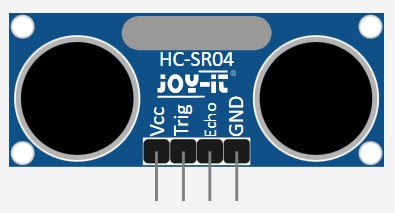 HC-SR04
JOY-iT®
Vcc
Trig
Echo
GND